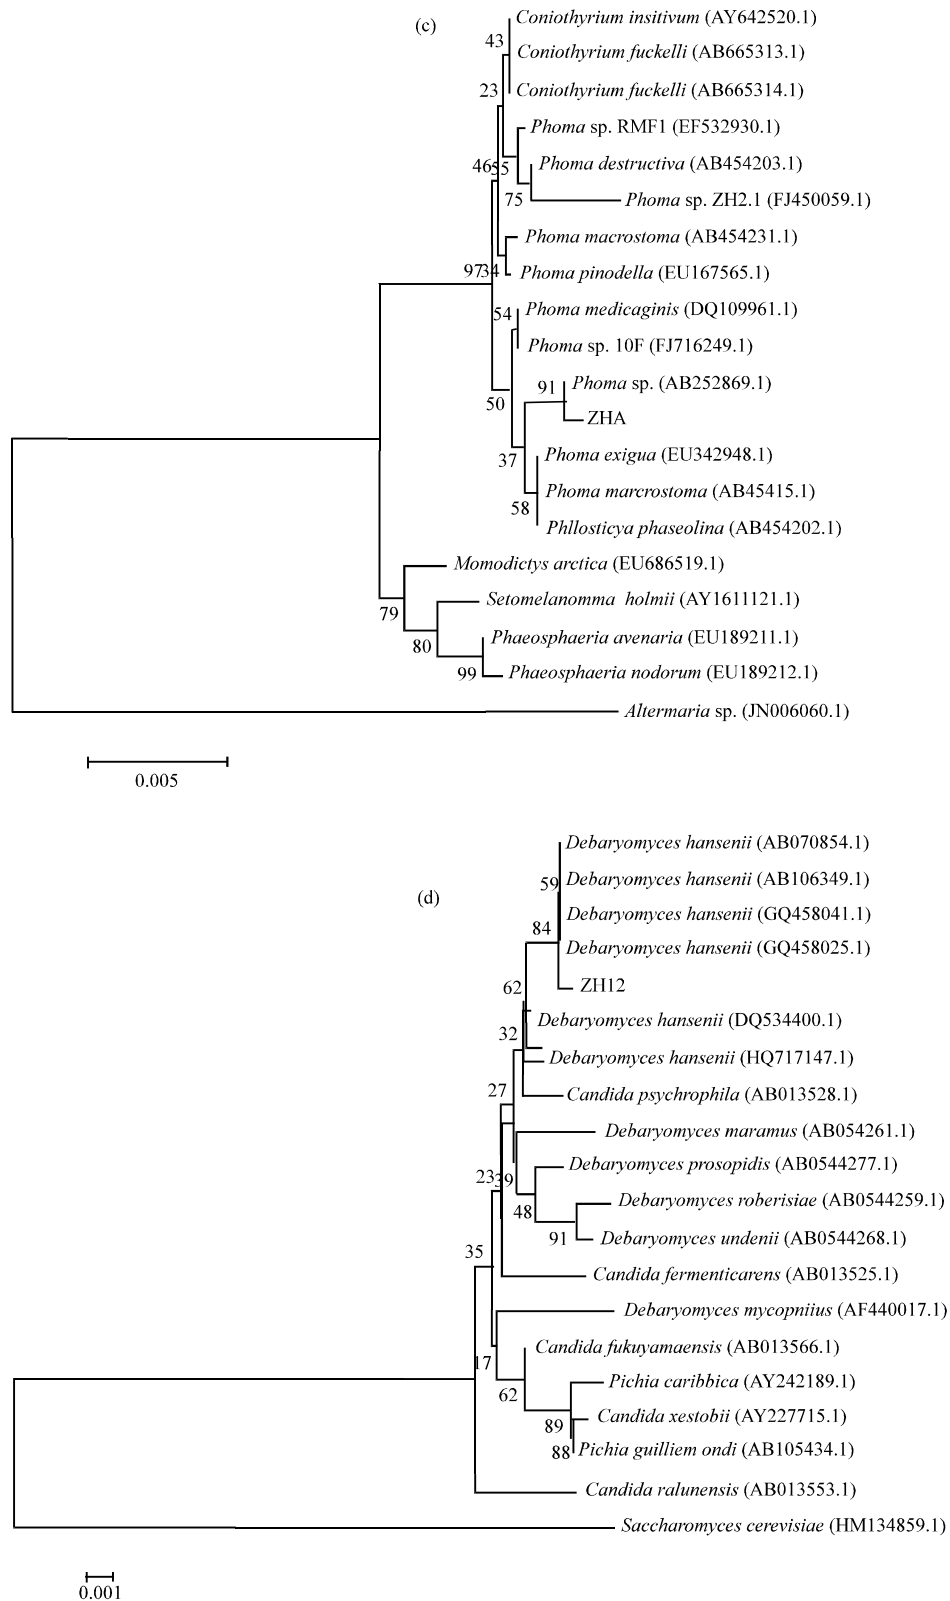 (c)
Coniothyrium insitivum (AY642520.1)
43
Coniothyrium fuckelli (AB665313.1)
23
Coniothyrium fuckelli (AB665314.1)
Phoma sp. RMF1 (EF532930.1)
46
55
Phoma destructiva (AB454203.1)
75
Phoma sp. ZH2.1 (FJ450059.1)
Phoma macrostoma (AB454231.1)
97
34
Phoma pinodella (EU167565.1)
54
Phoma medicaginis (DQ109961.1)
Phoma sp. 10F (FJ716249.1)
91
Phoma sp. (AB252869.1)
50
ZHA
37
Phoma exigua (EU342948.1)
Phoma marcrostoma (AB45415.1)
58
Phllosticya phaseolina (AB454202.1)
Momodictys arctica (EU686519.1)
79
Setomelanomma holmii (AY1611121.1)
80
Phaeosphaeria avenaria (EU189211.1)
99
Phaeosphaeria nodorum (EU189212.1)
Altermaria sp. (JN006060.1)
0.005
(d)
Debaryomyces hansenii (AB070854.1)
59
Debaryomyces hansenii (AB106349.1)
Debaryomyces hansenii (GQ458041.1)
84
Debaryomyces hansenii (GQ458025.1)
62
ZH12
32
Debaryomyces hansenii (DQ534400.1)
Debaryomyces hansenii (HQ717147.1)
27
Candida psychrophila (AB013528.1)
Debaryomyces maramus (AB054261.1)
23
39
Debaryomyces prosopidis (AB0544277.1)
48
Debaryomyces roberisiae (AB0544259.1)
91
Debaryomyces undenii (AB0544268.1)
35
Candida fermenticarens (AB013525.1)
Debaryomyces mycopniius (AF440017.1)
17
Candida fukuyamaensis (AB013566.1)
62
Pichia caribbica (AY242189.1)
89
Candida xestobii (AY227715.1)
88
Pichia guilliem ondi (AB105434.1)
Candida ralunensis (AB013553.1)
Saccharomyces cerevisiae (HM134859.1)
0.001